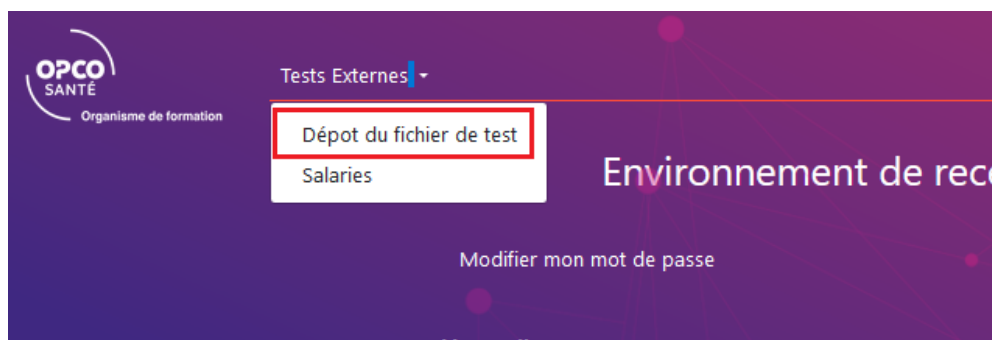 OPCO
SANTÉ
Organisme de formation
Tests Externes
Dépot du fichier de test
Salaries
Environnement de rec
Modifier mon mot de passe